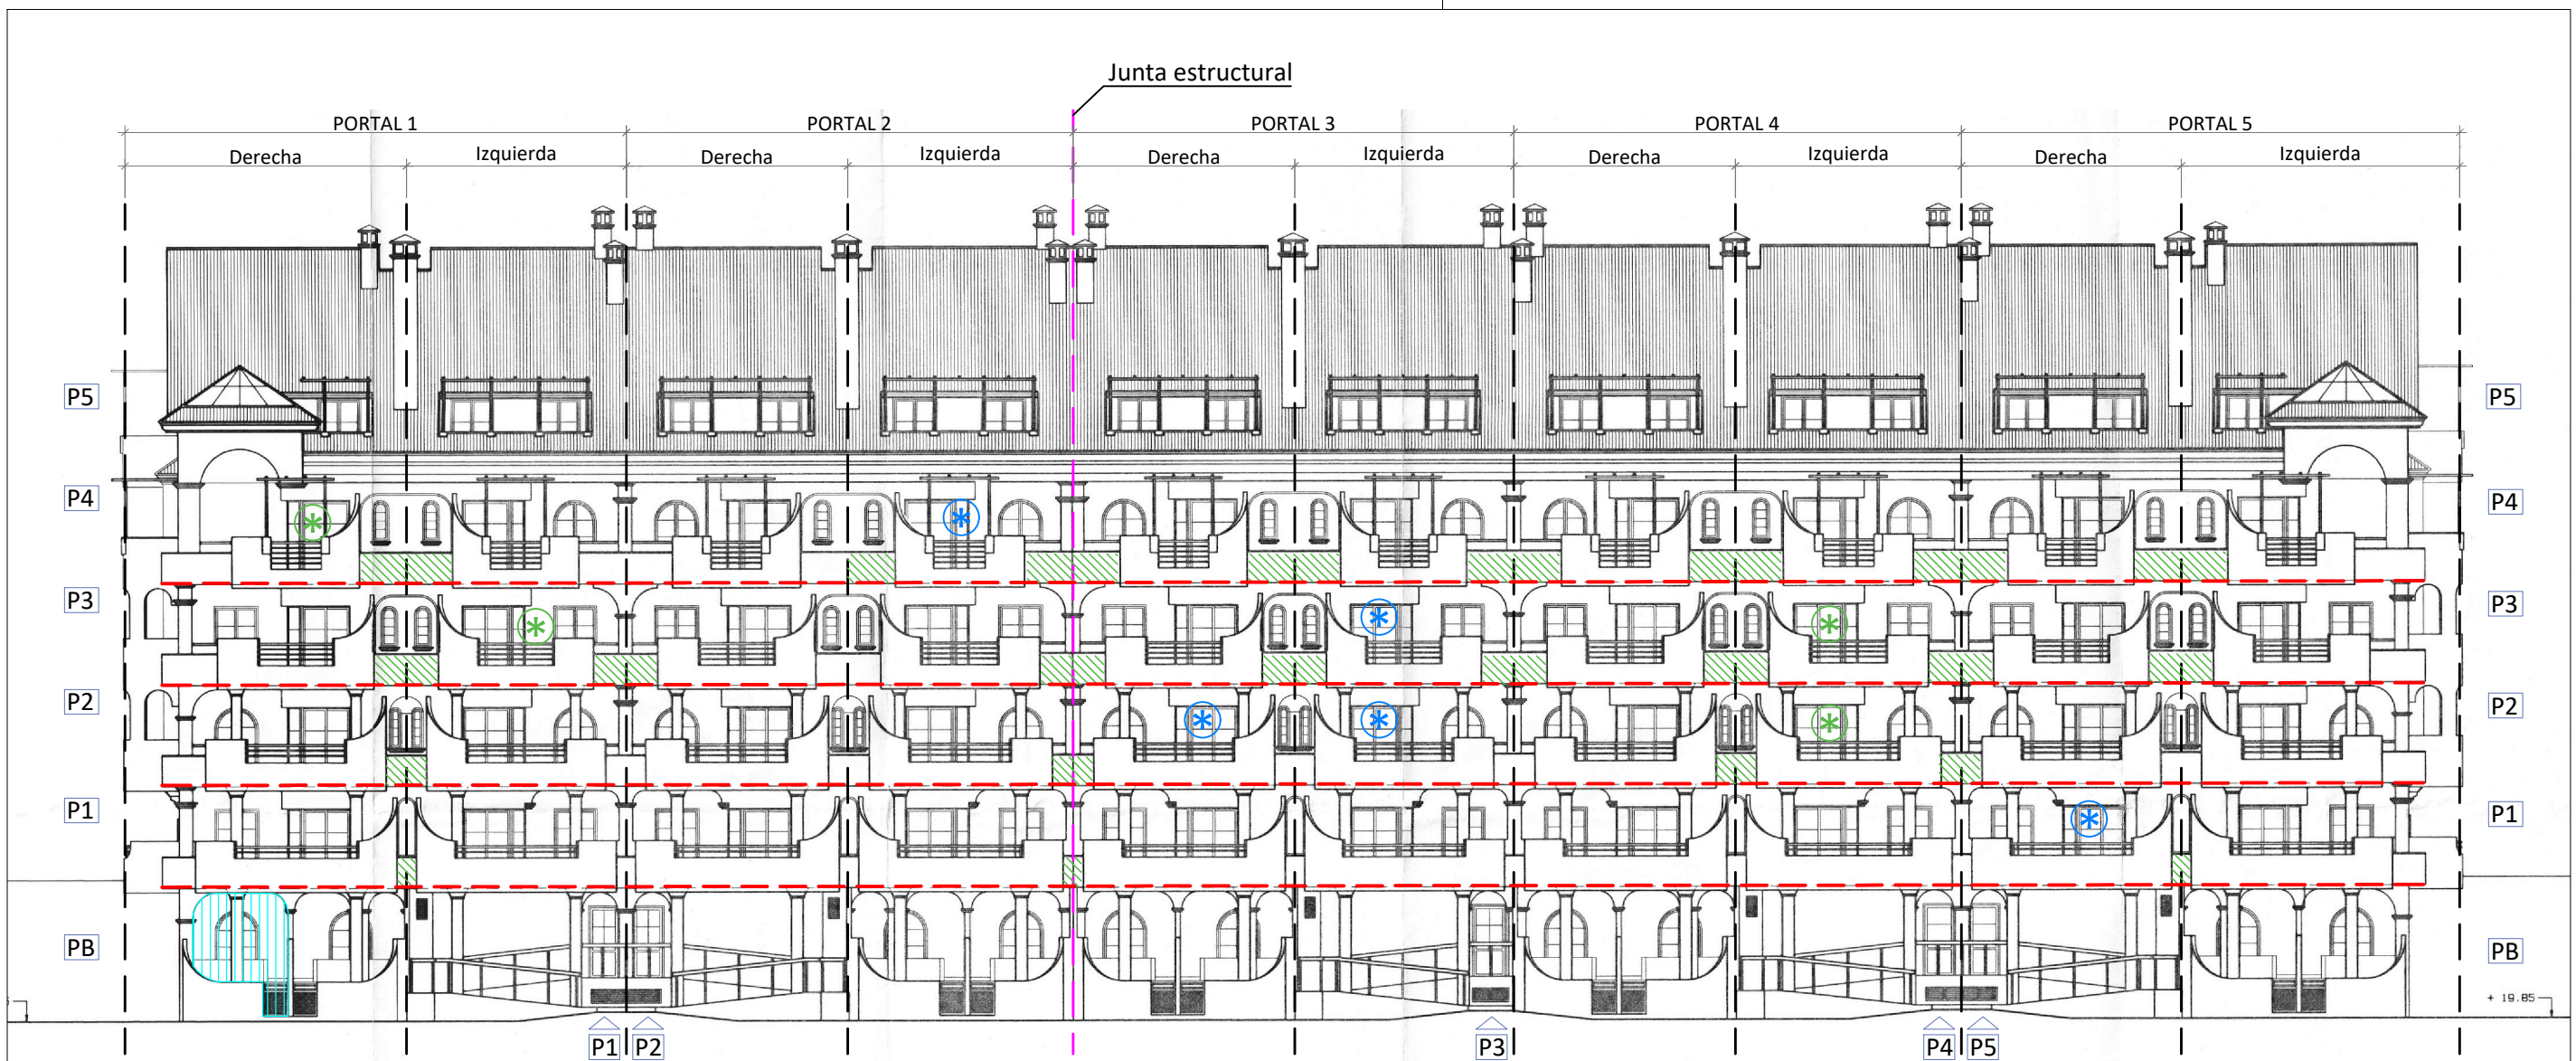 Junta estructural
PORTAL 1 PORTAL 2 PORTAL 3 PORTAL 4 PORTAL 5
Derecha Izquierda Derecha Izquierda Derecha Izquierda Derecha Izquierda Derecha Izquierda
P5 P5
P4 P4
P3 P3
P2 P2
P1 P1
PB PB
+ 19.85
P1 P2 P3 P4 P5